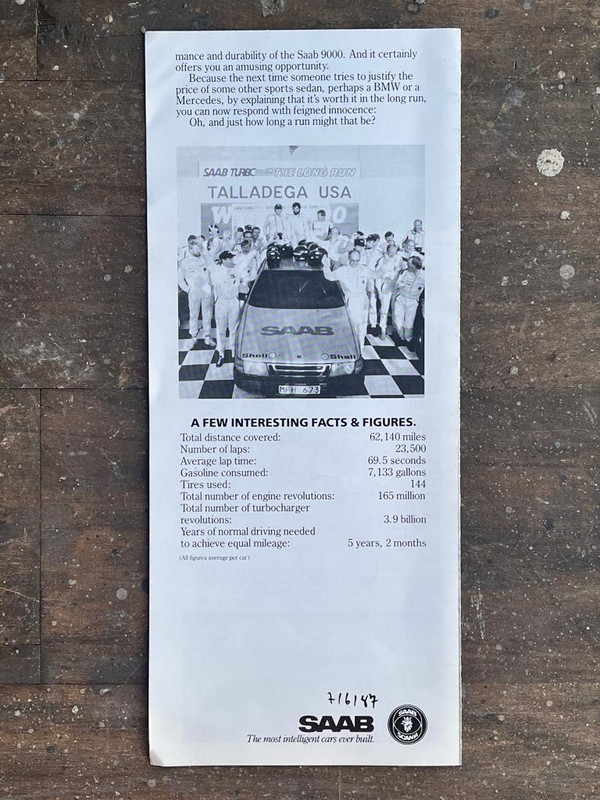 mance and durability of the Saab 9000. And it certainly
offers you an amusing opportunity.
Because the next time someone tries to justify the
price of some other sports sedan, perhaps a BMW or a
Mercedes, by explaining that it's worth it in the long run,
you can now respond with feigned innocence:
Oh, and just how long a run might that be?
SAAB TURBO THE LONG RUN
TALLADEGA USA
SAAB
Shell Shell
A FEW INTERESTING FACTS & FIGURES.
Total distance covered: 62,140 miles
Number of laps: 23,500
Average lap time: 69.5 seconds
Gasoline consumed: 7,133 gallons
Tires used: 144
Total number of engine revolutions: 165 million
Total number of turbocharger
revolutions: 3.9 billion
Years of normal driving needed
to achieve equal mileage: 5 years, 2 months
(All figures average per car)
7/6/87
SAAB
The most intelligent cars ever built.
SAAB
SCANIA